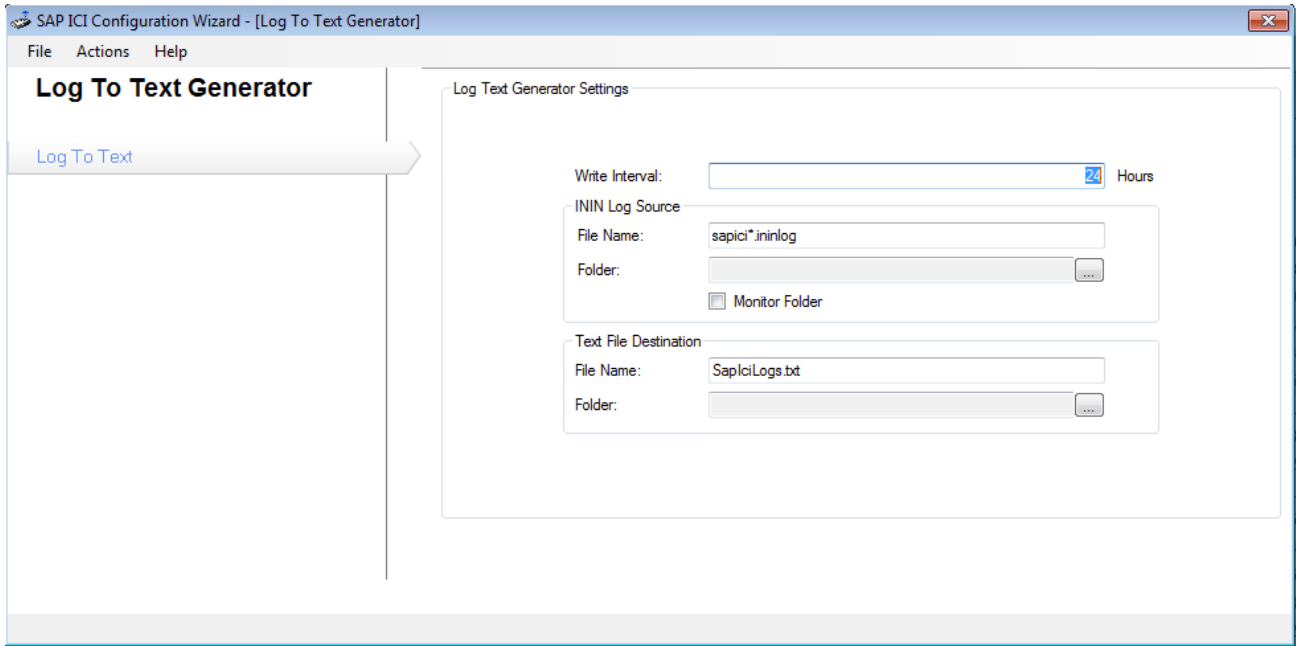 SAP ICI Configuration Wizard - [Log To Text Generator]
File Actions Help
Log To Text Generator
Log To Text
Log Text Generator Settings
Write Interval: 24 Hours
ININ Log Source
File Name: sapici*.ininlog
Folder: ...
Monitor Folder
Text File Destination
File Name: SapIciLogs.txt
Folder: ...